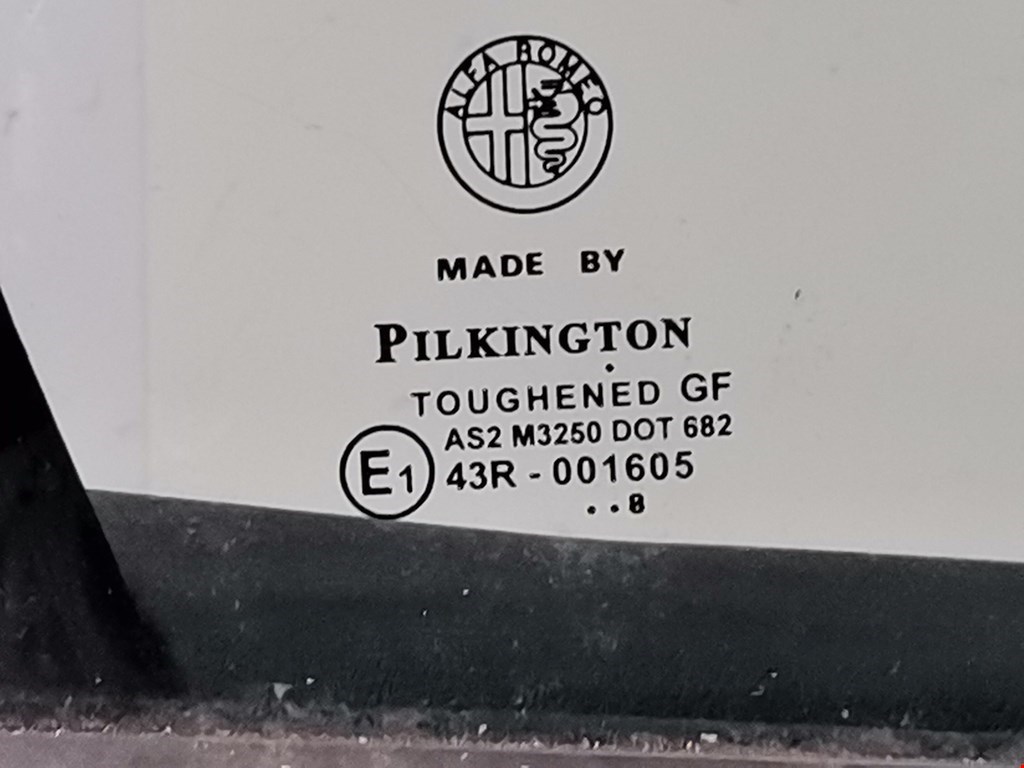 ALFA ROMEO
MADE BY
PILKINGTON
TOUGHENED GF
AS2 M3250 DOT 682
E1 43R - 001605
..8